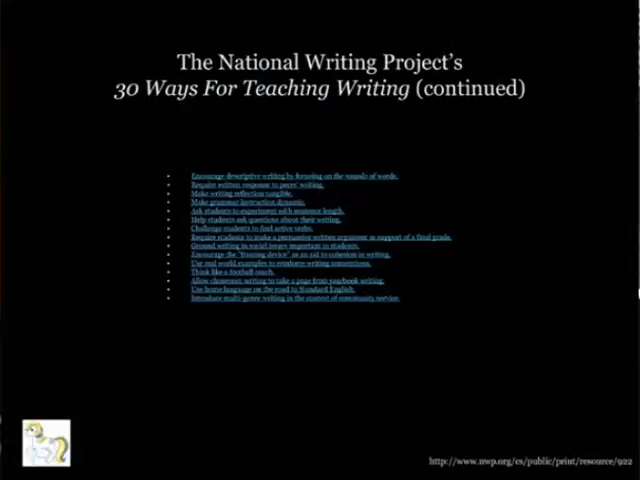 The National Writing Project's
30 Ways For Teaching Writing (continued)
• Encourage descriptive writing by focusing on the sounds of words.
• Require written response to peers' writing.
• Make writing reflection tangible.
• Make grammar instruction dynamic.
• Ask students to experiment with sentence length.
• Help students ask questions about their writing.
• Challenge students to find active verbs.
• Require students to make a persuasive written argument in support of a final grade.
• Ground writing in social issues important to students.
• Encourage the "framing device" as an aid to cohesion in writing.
• Use real world examples to reinforce writing conventions.
• Think like a football coach.
• Allow classroom writing to take a page from yearbook writing.
• Use home language on the road to Standard English.
• Introduce multi-genre writing in the context of community service.
http://www.nwp.org/cs/public/print/resource/922